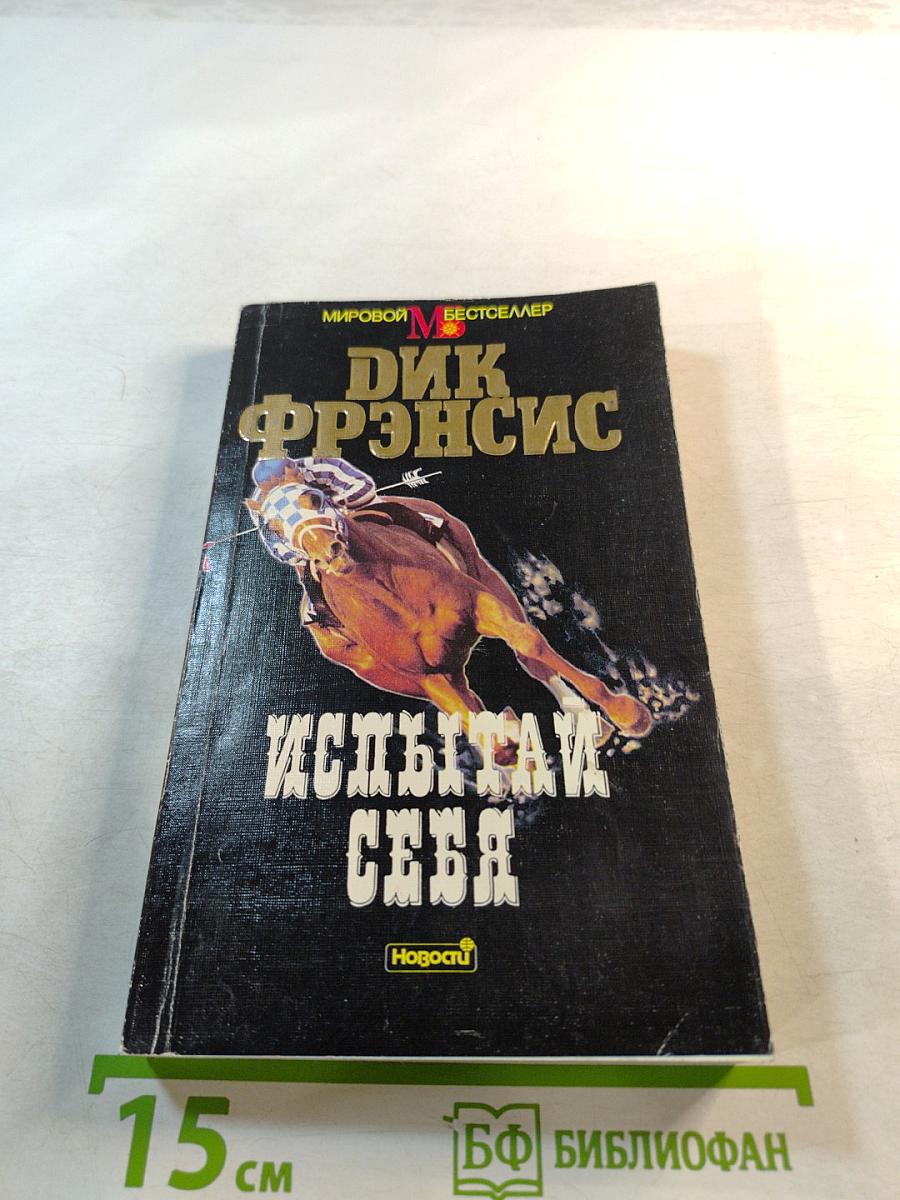 МИРОВОЙ МБ БЕСТСЕЛЛЕР
ДИК
ФРЭНСИС
ИСПЫТАЙ
СЕБЯ
Новости
15 см
БФ БИБЛИОФАН